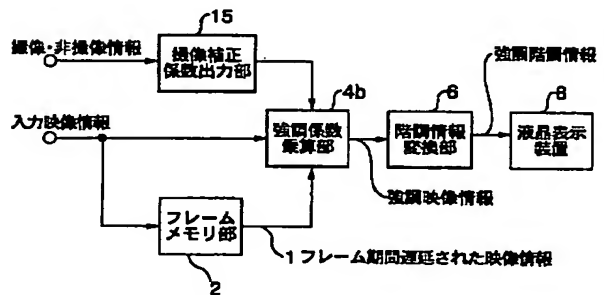 15
撮像・非撮像情報
撮像補正
係数出力部
4b
6
強調階調情報
8
入力映像情報
強調係数
乗算部
階調情報
変換部
液晶表示
装置
強調映像情報
フレーム
メモリ部
1フレーム期間遅延された映像情報
2